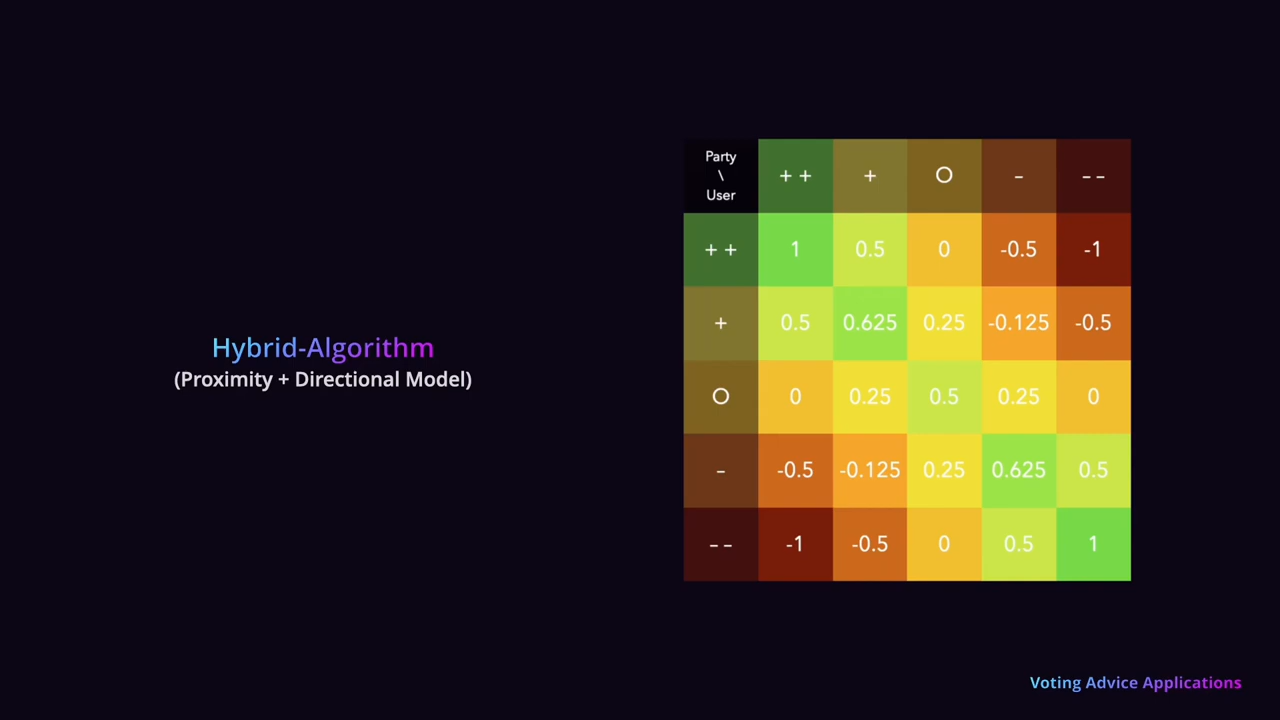 Hybrid-Algorithm
(Proximity + Directional Model)
Party
\
User
++ + O - --
++ 1 0.5 0 -0.5 -1
+ 0.5 0.625 0.25 -0.125 -0.5
O 0 0.25 0.5 0.25 0
- -0.5 -0.125 0.25 0.625 0.5
-- -1 -0.5 0 0.5 1
Voting Advice Applications